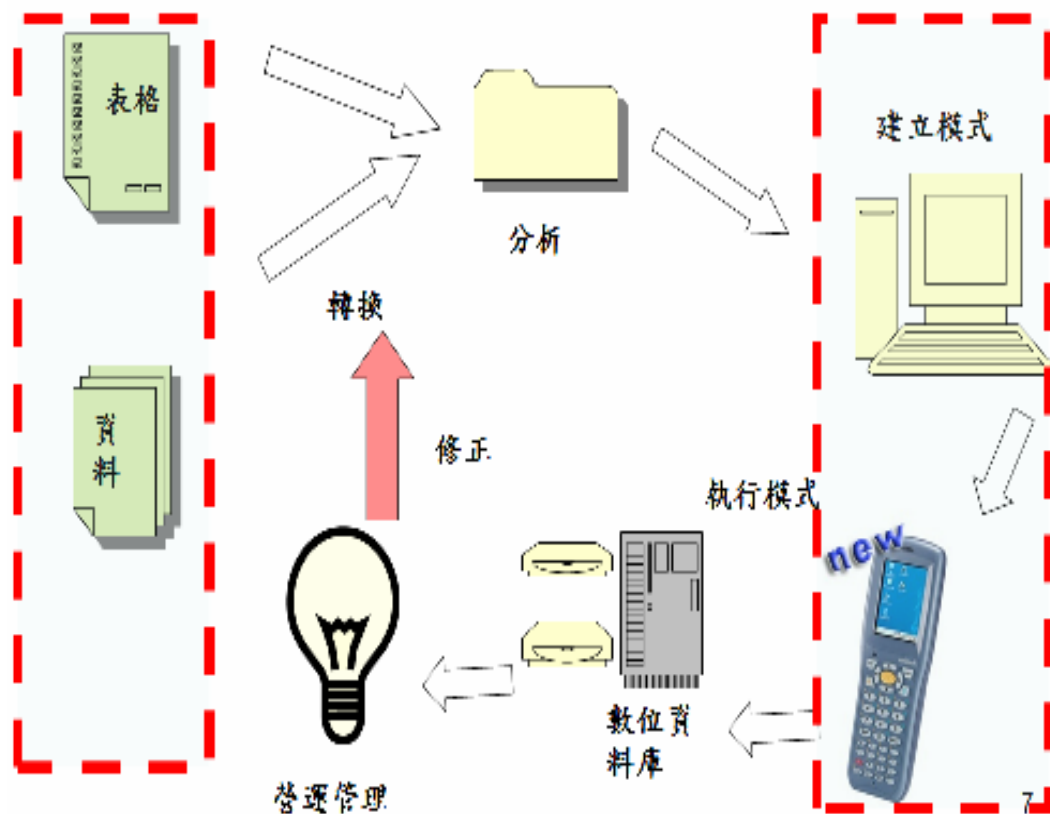 表格
建立模式
分析
轉換
資
料
修正
執行模式
new
數位資
料庫
營運管理
7